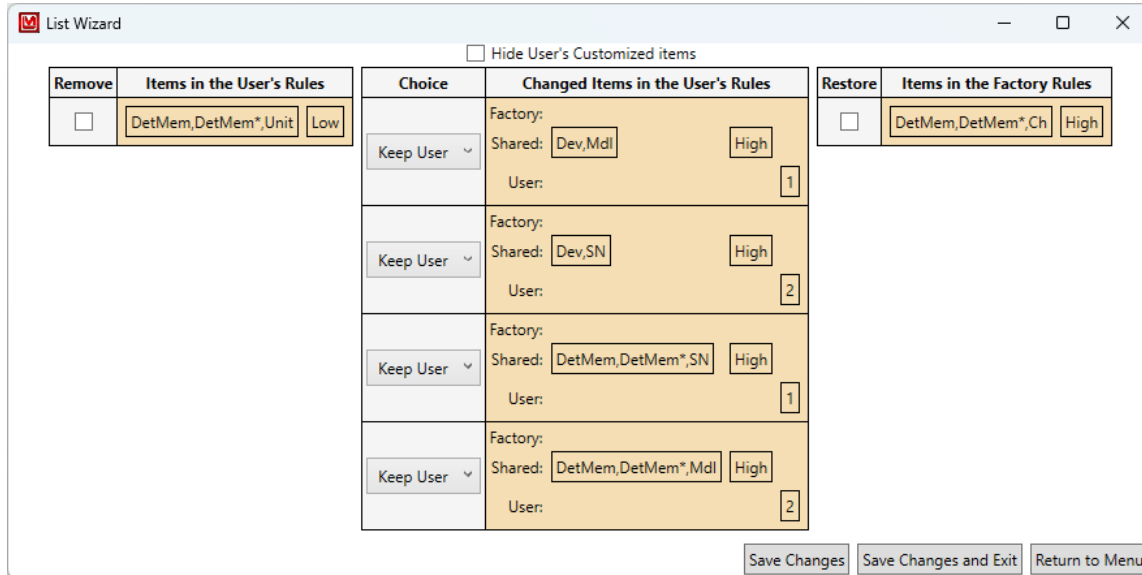 List Wizard
Hide User's Customized items
Remove Items in the User's Rules
DetMem,DetMem*,Unit Low
Choice Changed Items in the User's Rules
Factory:
Keep User Shared: Dev,Mdl High
User: 1
Factory:
Keep User Shared: Dev,SN High
User: 2
Factory:
Keep User Shared: DetMem,DetMem*,SN High
User: 1
Factory:
Keep User Shared: DetMem,DetMem*,Mdl High
User: 2
Restore Items in the Factory Rules
DetMem,DetMem*,Ch High
Save Changes Save Changes and Exit Return to Menu